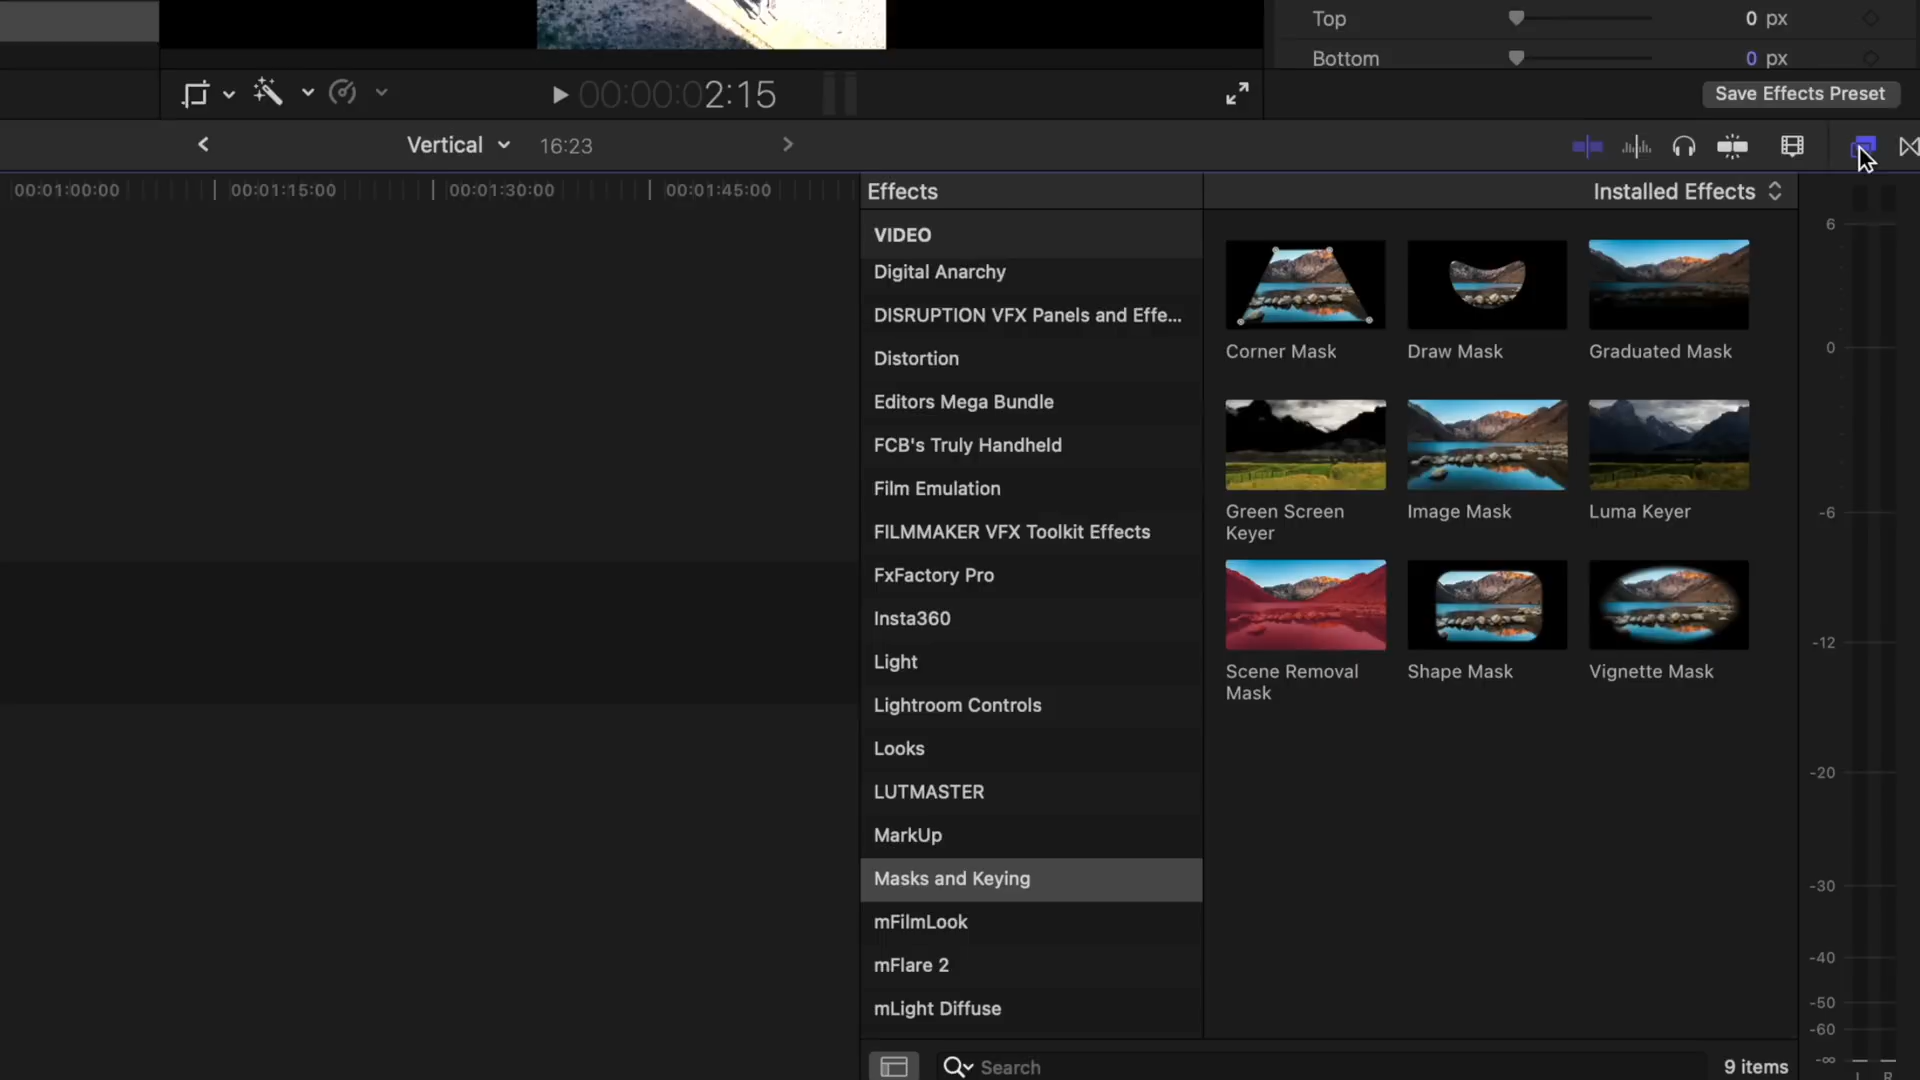 Top
0 px
Bottom
0 px
00:00:02:15
Save Effects Preset
Vertical
16:23
00:01:00:00
00:01:15:00
00:01:30:00
00:01:45:00
Effects
Installed Effects
VIDEO
Digital Anarchy
DISRUPTION VFX Panels and Effe...
Distortion
Editors Mega Bundle
FCB's Truly Handheld
Film Emulation
FILMMAKER VFX Toolkit Effects
FxFactory Pro
Insta360
Light
Lightroom Controls
Looks
LUTMASTER
MarkUp
Masks and Keying
mFilmLook
mFlare 2
mLight Diffuse
Corner Mask
Draw Mask
Graduated Mask
Green Screen
Keyer
Image Mask
Luma Keyer
Scene Removal
Mask
Shape Mask
Vignette Mask
Search
9 items
6
0
-6
-12
-20
-30
-40
-50
-60
-∞
L R